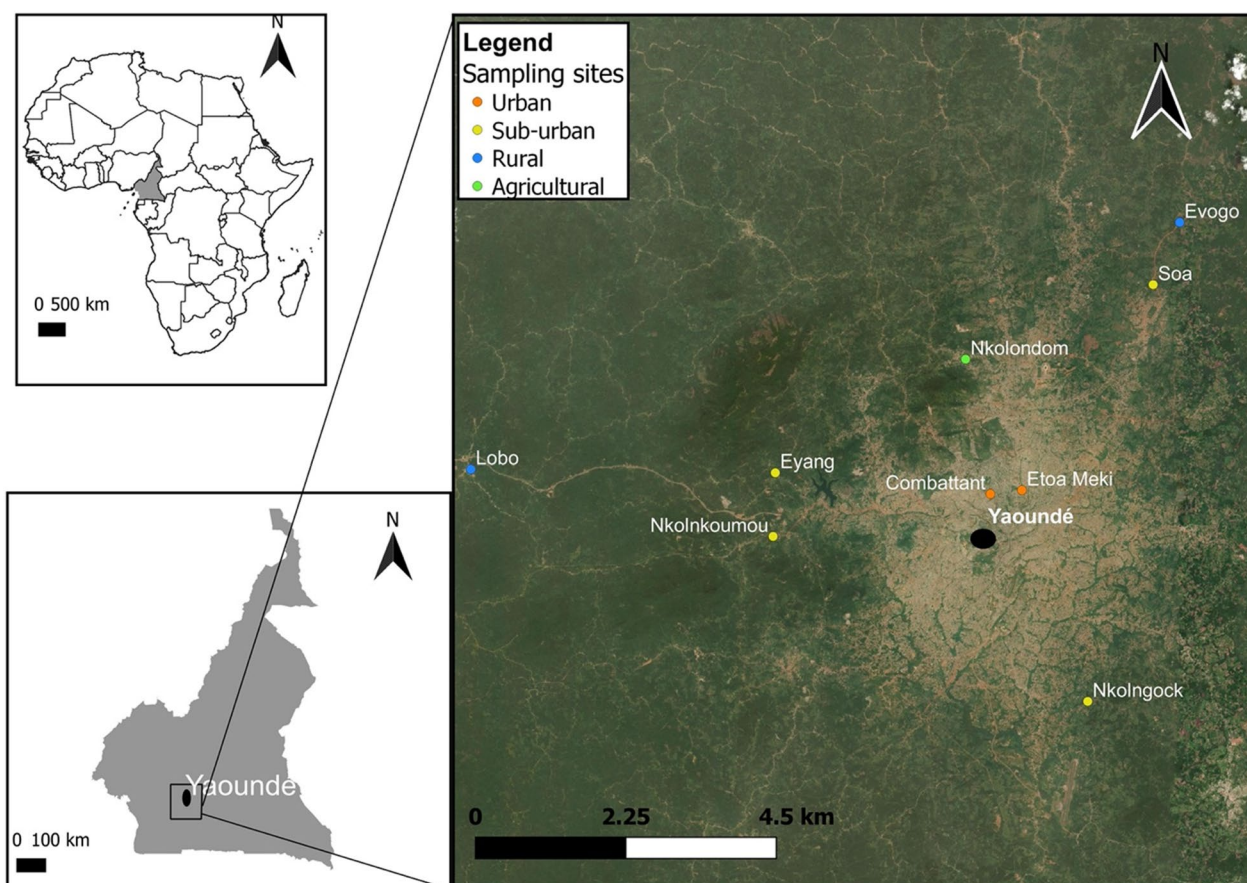 N
0 500 km
N
Yaoundé
0 100 km
Legend
Sampling sites
Urban
Sub-urban
Rural
Agricultural
N
Evogo
Soa
Nkolondom
Lobo
Eyang
Combattant
Etoa Meki
Nkolnkoumou
Yaoundé
Nkolngock
0 2.25 4.5 km